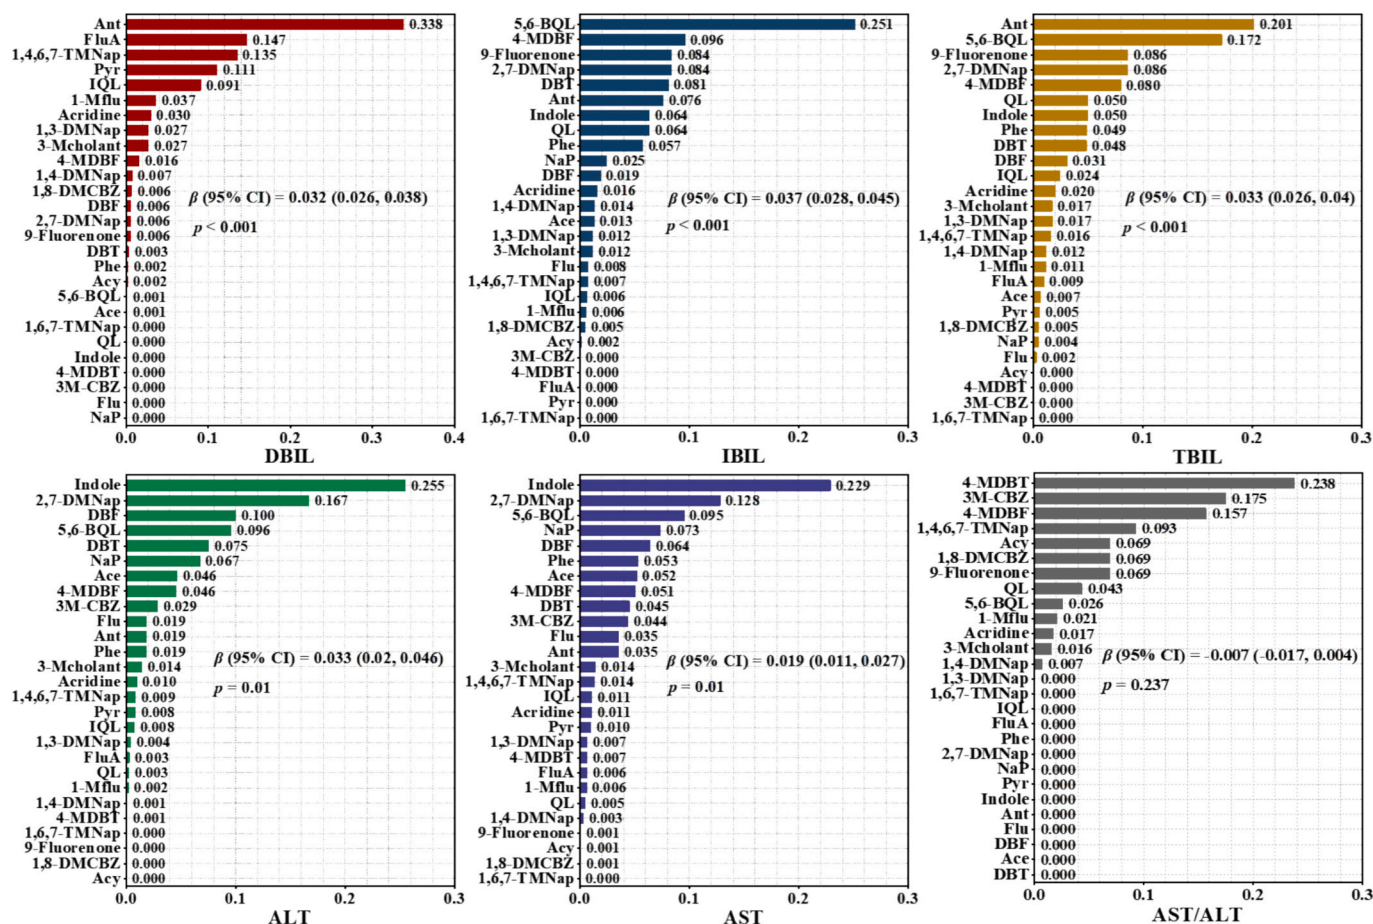 Ant 0.338
FluA 0.147
1,4,6,7-TMNap 0.135
Pyr 0.111
IQL 0.091
1-Mflu 0.037
Acridine 0.030
1,3-DMNap 0.027
3-Mcholant 0.027
4-MDBF 0.016
1,4-DMNap 0.007
1,8-DMCBZ 0.006
DBF 0.006
2,7-DMNap 0.006
9-Fluorenone 0.006
DBT 0.003
Phe 0.002
Acy 0.002
5,6-BQL 0.001
Ace 0.001
1,6,7-TMNap 0.000
QL 0.000
Indole 0.000
4-MDBT 0.000
3M-CBZ 0.000
Flu 0.000
NaP 0.000
β (95% CI) = 0.032 (0.026, 0.038)
p < 0.001
0.0 0.1 0.2 0.3 0.4
DBIL
5,6-BQL 0.251
4-MDBF 0.096
9-Fluorenone 0.084
2,7-DMNap 0.084
DBT 0.081
Ant 0.076
Indole 0.064
QL 0.064
Phe 0.057
NaP 0.025
DBF 0.019
Acridine 0.016
1,4-DMNap 0.014
Ace 0.013
1,3-DMNap 0.012
3-Mcholant 0.012
Flu 0.008
1,4,6,7-TMNap 0.007
IQL 0.006
1-Mflu 0.006
1,8-DMCBZ 0.005
Acy 0.002
3M-CBZ 0.000
4-MDBT 0.000
FluA 0.000
Pyr 0.000
1,6,7-TMNap 0.000
β (95% CI) = 0.037 (0.028, 0.045)
p < 0.001
0.0 0.1 0.2 0.3
IBIL
Ant 0.201
5,6-BQL 0.172
9-Fluorenone 0.086
2,7-DMNap 0.086
4-MDBF 0.080
QL 0.050
Indole 0.050
Phe 0.049
DBT 0.048
DBF 0.031
IQL 0.024
Acridine 0.020
3-Mcholant 0.017
1,3-DMNap 0.017
1,4,6,7-TMNap 0.016
1,4-DMNap 0.012
1-Mflu 0.011
FluA 0.009
Ace 0.007
Pyr 0.005
1,8-DMCBZ 0.005
NaP 0.004
Flu 0.002
Acy 0.000
4-MDBT 0.000
3M-CBZ 0.000
1,6,7-TMNap 0.000
β (95% CI) = 0.033 (0.026, 0.04)
p < 0.001
0.0 0.1 0.2 0.3
TBIL
Indole 0.255
2,7-DMNap 0.167
DBF 0.100
5,6-BQL 0.096
DBT 0.075
NaP 0.067
Ace 0.046
4-MDBF 0.046
3M-CBZ 0.029
Flu 0.019
Ant 0.019
Phe 0.019
3-Mcholant 0.014
Acridine 0.010
1,4,6,7-TMNap 0.009
Pyr 0.008
IQL 0.008
1,3-DMNap 0.004
FluA 0.003
QL 0.003
1-Mflu 0.002
1,4-DMNap 0.001
4-MDBT 0.001
1,6,7-TMNap 0.000
9-Fluorenone 0.000
1,8-DMCBZ 0.000
Acy 0.000
β (95% CI) = 0.033 (0.02, 0.046)
p = 0.01
0.0 0.1 0.2 0.3
ALT
Indole 0.229
2,7-DMNap 0.128
5,6-BQL 0.095
NaP 0.073
DBF 0.064
Phe 0.053
Ace 0.052
4-MDBF 0.051
DBT 0.045
3M-CBZ 0.044
Flu 0.035
Ant 0.035
3-Mcholant 0.014
1,4,6,7-TMNap 0.014
IQL 0.011
Acridine 0.011
Pyr 0.010
1,3-DMNap 0.007
4-MDBT 0.007
FluA 0.006
1-Mflu 0.006
QL 0.005
1,4-DMNap 0.003
9-Fluorenone 0.001
Acy 0.001
1,8-DMCBZ 0.001
1,6,7-TMNap 0.000
β (95% CI) = 0.019 (0.011, 0.027)
p = 0.01
0.0 0.1 0.2 0.3
AST
4-MDBT 0.238
3M-CBZ 0.175
4-MDBF 0.157
1,4,6,7-TMNap 0.093
Acy 0.069
1,8-DMCBZ 0.069
9-Fluorenone 0.069
QL 0.043
5,6-BQL 0.026
1-Mflu 0.021
Acridine 0.017
3-Mcholant 0.016
1,4-DMNap 0.007
1,3-DMNap 0.000
1,6,7-TMNap 0.000
IQL 0.000
FluA 0.000
Phe 0.000
2,7-DMNap 0.000
NaP 0.000
Pyr 0.000
Indole 0.000
Ant 0.000
Flu 0.000
DBF 0.000
Ace 0.000
DBT 0.000
β (95% CI) = -0.007 (-0.017, 0.004)
p = 0.237
0.0 0.1 0.2 0.3
AST/ALT